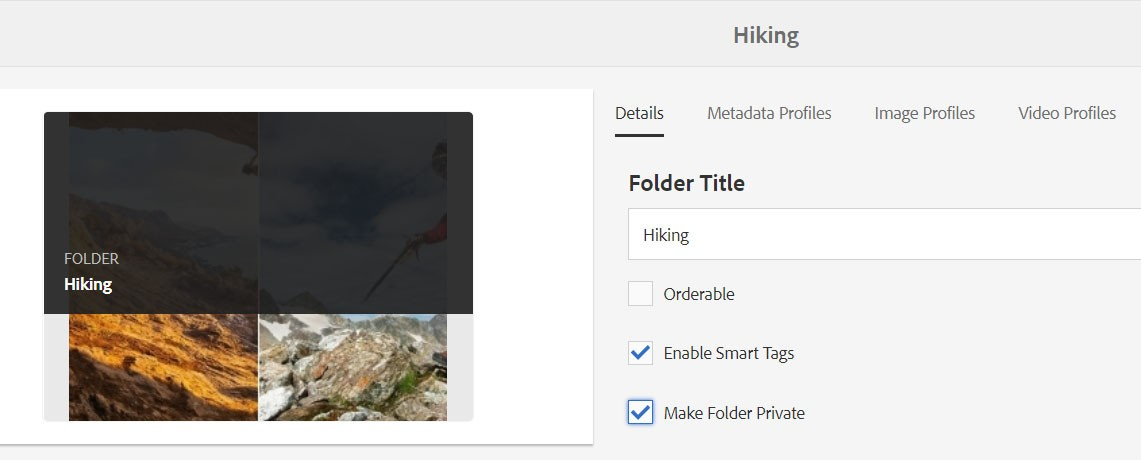 Hiking
FOLDER
Hiking
Details Metadata Profiles Image Profiles Video Profiles
Folder Title
Hiking
Orderable
Enable Smart Tags
Make Folder Private